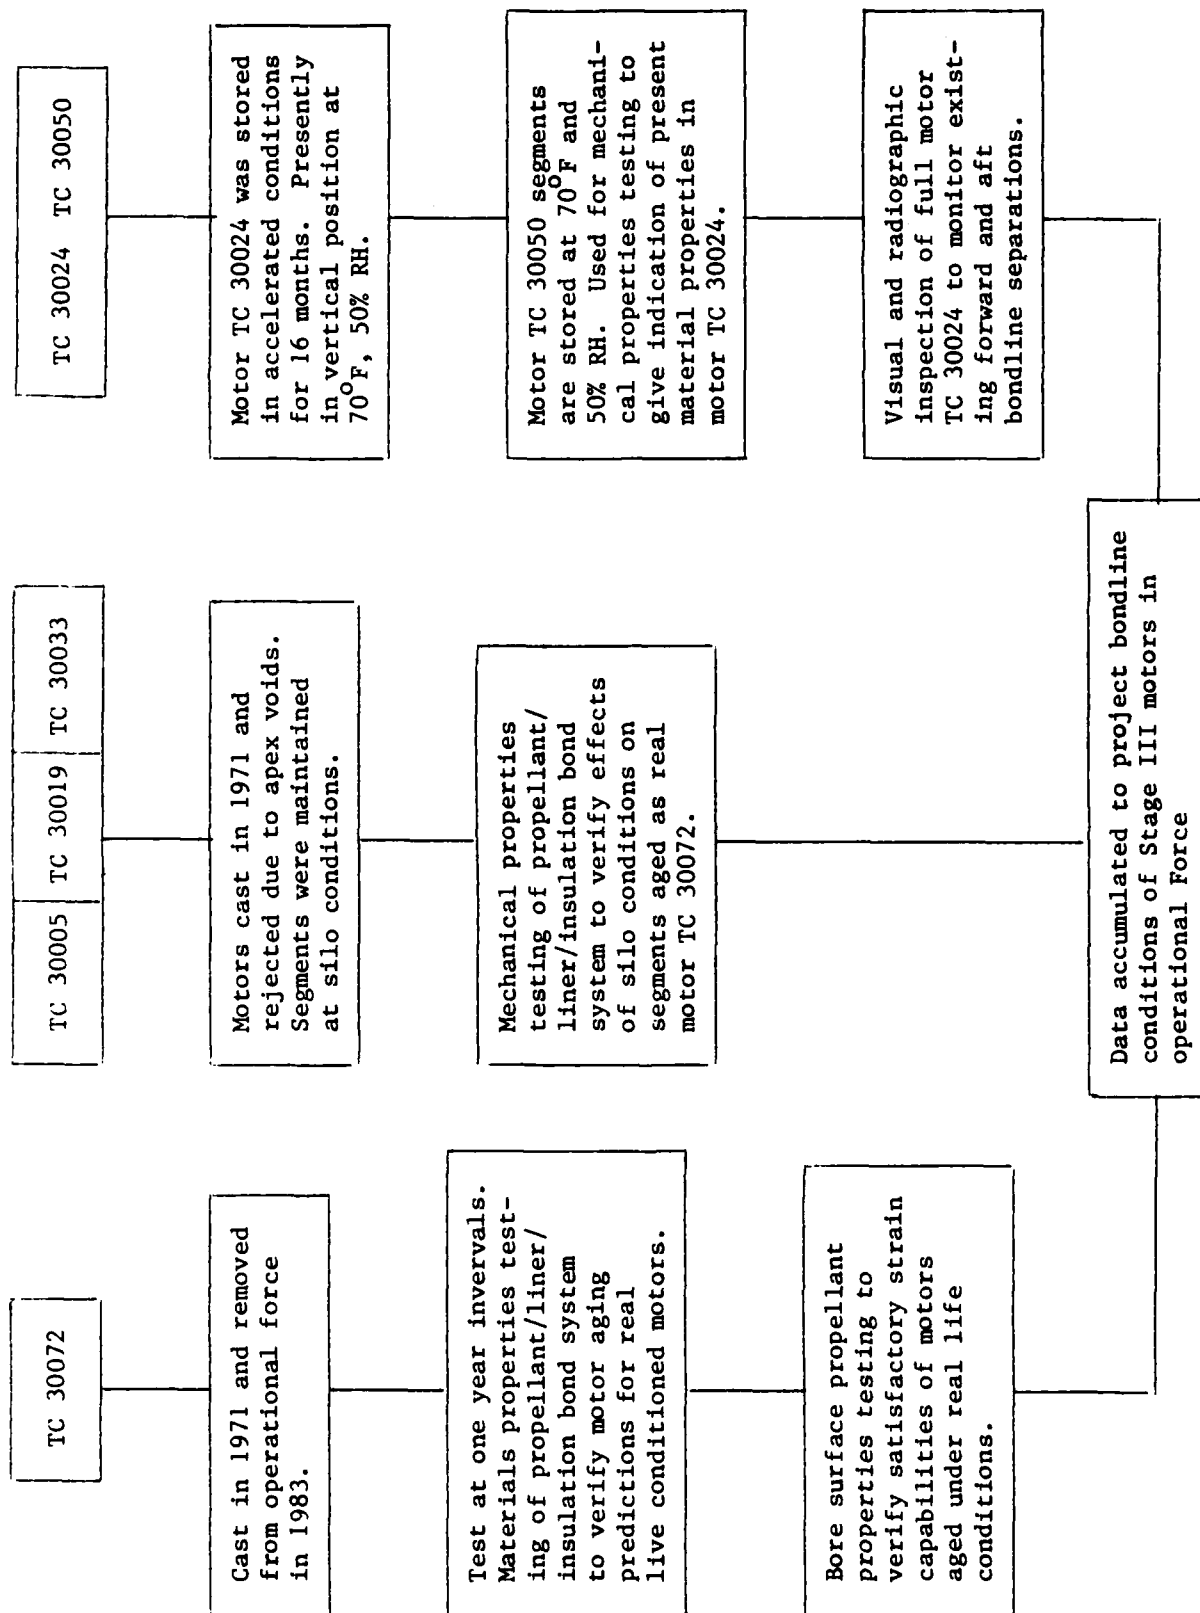 TC 30072
Cast in 1971 and removed
from operational force
in 1983.
Test at one year invervals.
Materials properties test-
ing of propellant/liner/
insulation bond system
to verify motor aging
predictions for real
live conditioned motors.
Bore surface propellant
properties testing to
verify satisfactory strain
capabilities of motors
aged under real life
conditions.
TC 30005 TC 30019 TC 30033
Motors cast in 1971 and
rejected due to apex voids.
Segments were maintained
at silo conditions.
Mechanical properties
testing of propellant/
liner/insulation bond
system to verify effects
of silo conditions on
segments aged as real
motor TC 30072.
TC 30024 TC 30050
Motor TC 30024 was stored
in accelerated conditions
for 16 months. Presently
in vertical position at
70°F, 50% RH.
Motor TC 30050 segments
are stored at 70°F and
50% RH. Used for mechani-
cal properties testing to
give indication of present
material properties in
motor TC 30024.
Visual and radiographic
inspection of full motor
TC 30024 to monitor exist-
ing forward and aft
bondline separations.
Data accumulated to project bondline
conditions of Stage III motors in
operational Force